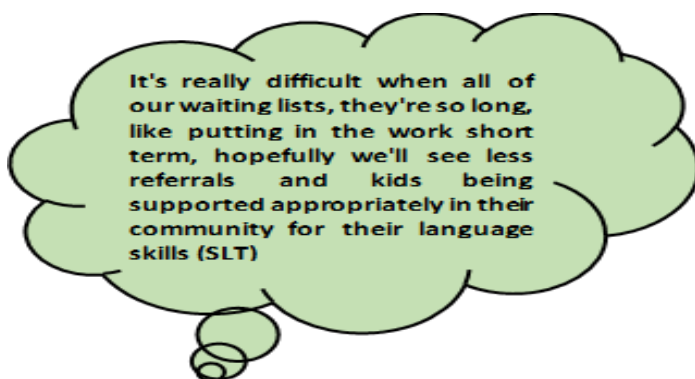 It's really difficult when all of
our waiting lists, they're so long,
like putting in the work short
term, hopefully we'll see less
referrals and kids being
supported appropriately in their
community for their language
skills (SLT)